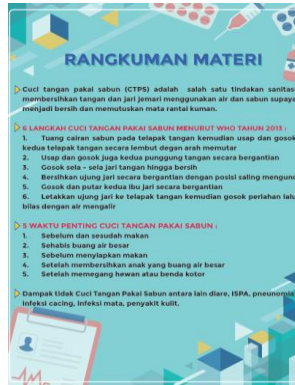 RANGKUMAN MATERI
Cuci tangan pakai sabun (CTPS) adalah salah satu tindakan sanitasi
membersihkan tangan dan jari jemari menggunakan air dan sabun supaya
menjadi bersih dan memutuskan mata rantai kuman.
6 LANGKAH CUCI TANGAN PAKAI SABUN MENURUT WHO TAHUN 2013 :
1. Tuang cairan sabun pada telapak tangan kemudian usap dan gosok
kedua telapak tangan secara lembut degan arah memutar
2. Usap dan gosok juga kedua punggung tangan secara bergantian
3. Gosok sela - sela jari tangan hingga bersih
4. Bersihkan ujung jari secara bergantian dengan posisi saling mengunc
5. Gosok dan putar kedua ibu jari secara bergantian
6. Letakkan ujung jari ke telapak tangan kemudian gosok perlahan lalu
bilas dengan air mengalir
5 WAKTU PENTING CUCI TANGAN PAKAI SABUN :
1. Sebelum dan sesudah makan
2. Sehabis buang air besar
3. Sebelum menyiapkan makan
4. Setelah membersihkan anak yang buang air besar
5. Setelah memegang hewan atau benda kotor
Dampak tidak Cuci Tangan Pakai Sabun antara lain diare, ISPA, pneumonia
infeksi cacing, infeksi mata, penyakit kulit.